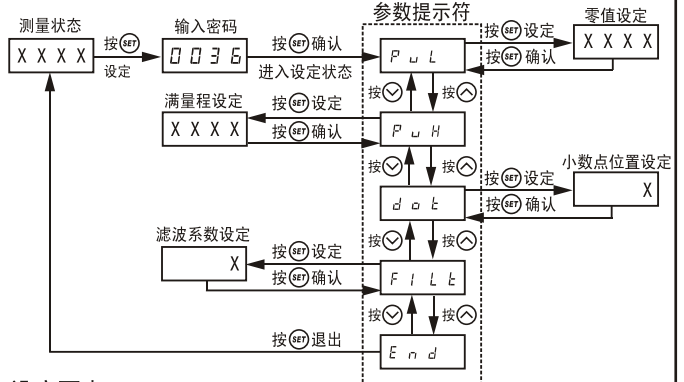 参数提示符
测量状态
X X X X
按SET
设定
输入密码
0 0 3 6
按SET确认
进入设定状态
P u L
按SET设定
按SET确认
零值设定
X X X X
按
按
满量程设定
X X X X
按SET设定
按SET确认
P u H
按
按
小数点位置设定
X
按SET设定
按SET确认
d o t
按
按
滤波系数设定
X
按SET设定
按SET确认
F I L t
按
按
按SET退出
E n d